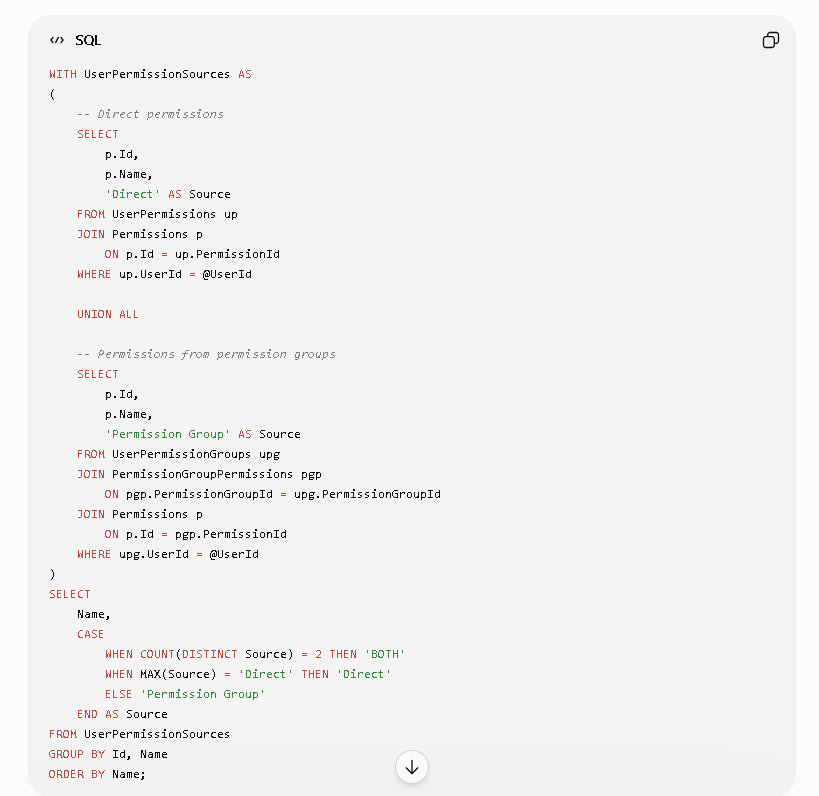 SQL
WITH UserPermissionSources AS
(
    -- Direct permissions
    SELECT
        p.Id,
        p.Name,
        'Direct' AS Source
    FROM UserPermissions up
    JOIN Permissions p
        ON p.Id = up.PermissionId
    WHERE up.UserId = @UserId

    UNION ALL

    -- Permissions from permission groups
    SELECT
        p.Id,
        p.Name,
        'Permission Group' AS Source
    FROM UserPermissionGroups upg
    JOIN PermissionGroupPermissions pgp
        ON pgp.PermissionGroupId = upg.PermissionGroupId
    JOIN Permissions p
        ON p.Id = pgp.PermissionId
    WHERE upg.UserId = @UserId
)
SELECT
    Name,
    CASE
        WHEN COUNT(DISTINCT Source) = 2 THEN 'BOTH'
        WHEN MAX(Source) = 'Direct' THEN 'Direct'
        ELSE 'Permission Group'
    END AS Source
FROM UserPermissionSources
GROUP BY Id, Name
ORDER BY Name;